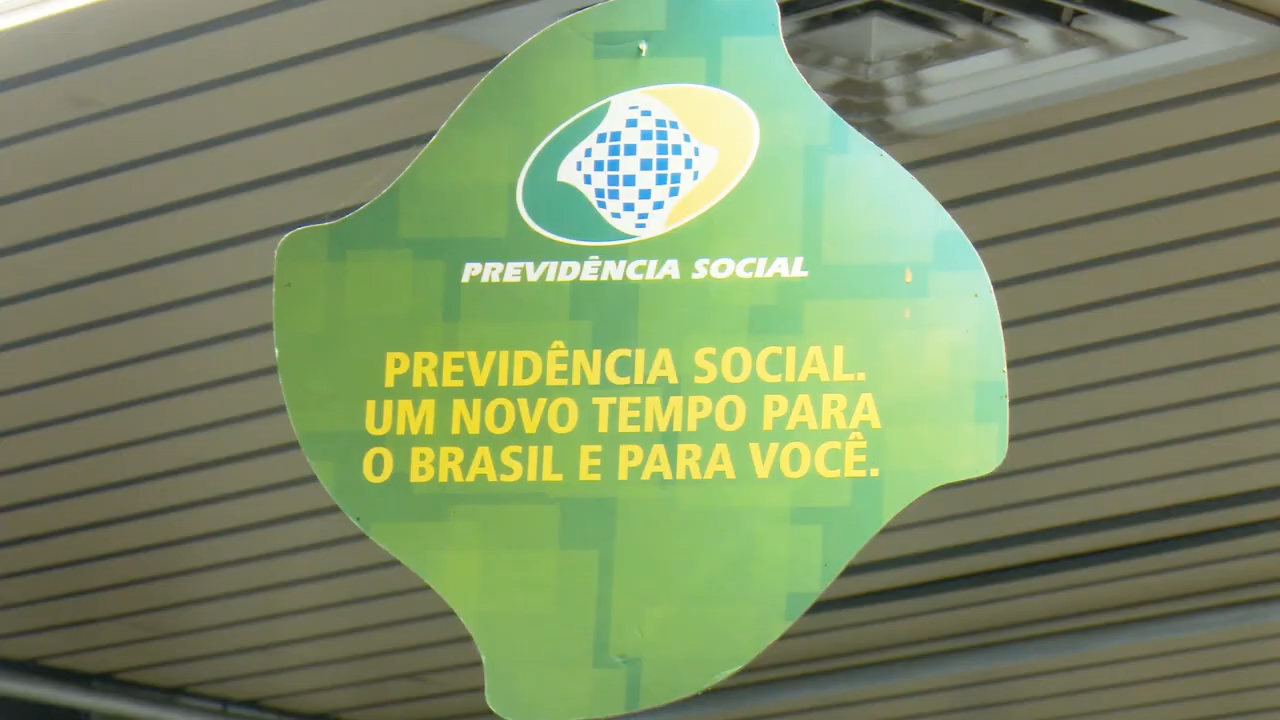 PREVIDÊNCIA SOCIAL
PREVIDÊNCIA SOCIAL.
UM NOVO TEMPO PARA
O BRASIL E PARA VOCÊ.